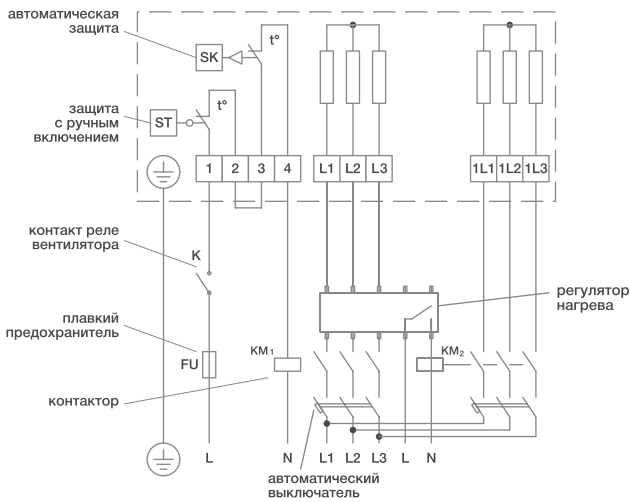 автоматическая
защита
SK
t°
защита
с ручным
включением
ST
t°
1 2 3 4 L1 L2 L3 1L1 1L2 1L3
контакт реле
вентилятора
K
регулятор
нагрева
плавкий
предохранитель
FU
KM1
KM2
контактор
L N L1 L2 L3 L N
автоматический
выключатель